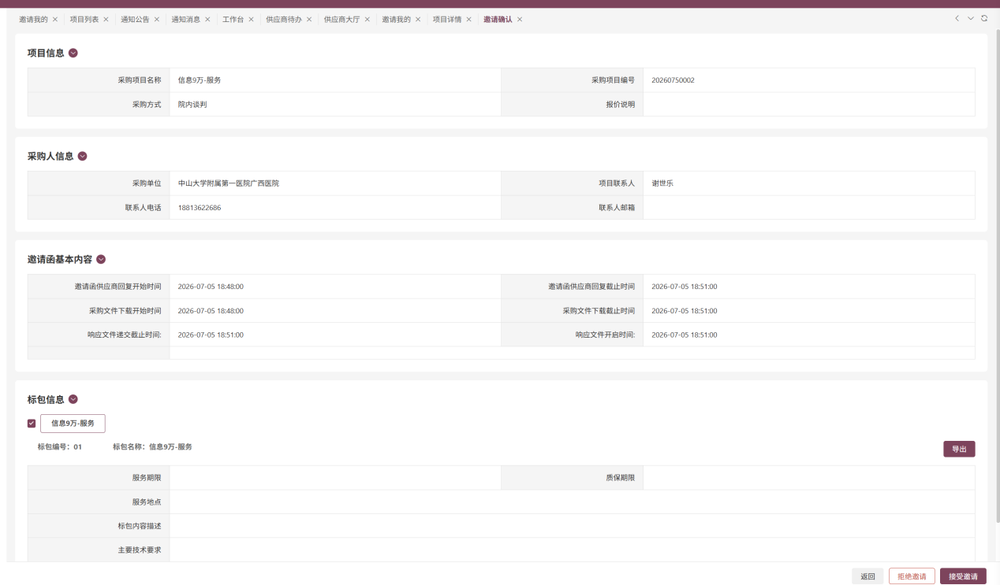 邀请我的 × 项目列表 × 通知公告 × 通知消息 × 工作台 × 供应商待办 × 供应商大厅 × 邀请我的 × 项目详情 × 邀请确认 ×
项目信息
采购项目名称 信息9万-服务 采购项目编号 20260750002
采购方式 院内谈判 报价说明
采购人信息
采购单位 中山大学附属第一医院广西医院 项目联系人 谢世乐
联系人电话 18813622686 联系人邮箱
邀请函基本内容
邀请函供应商回复开始时间 2026-07-05 18:48:00 邀请函供应商回复截止时间 2026-07-05 18:51:00
采购文件下载开始时间 2026-07-05 18:48:00 采购文件下载截止时间 2026-07-05 18:51:00
响应文件递交截止时间: 2026-07-05 18:51:00 响应文件开启时间: 2026-07-05 18:51:00
标包信息
信息9万-服务
标包编号：01 标包名称：信息9万-服务 导出
服务期限 质保期限
服务地点
标包内容描述
主要技术要求
返回 拒绝邀请 接受邀请